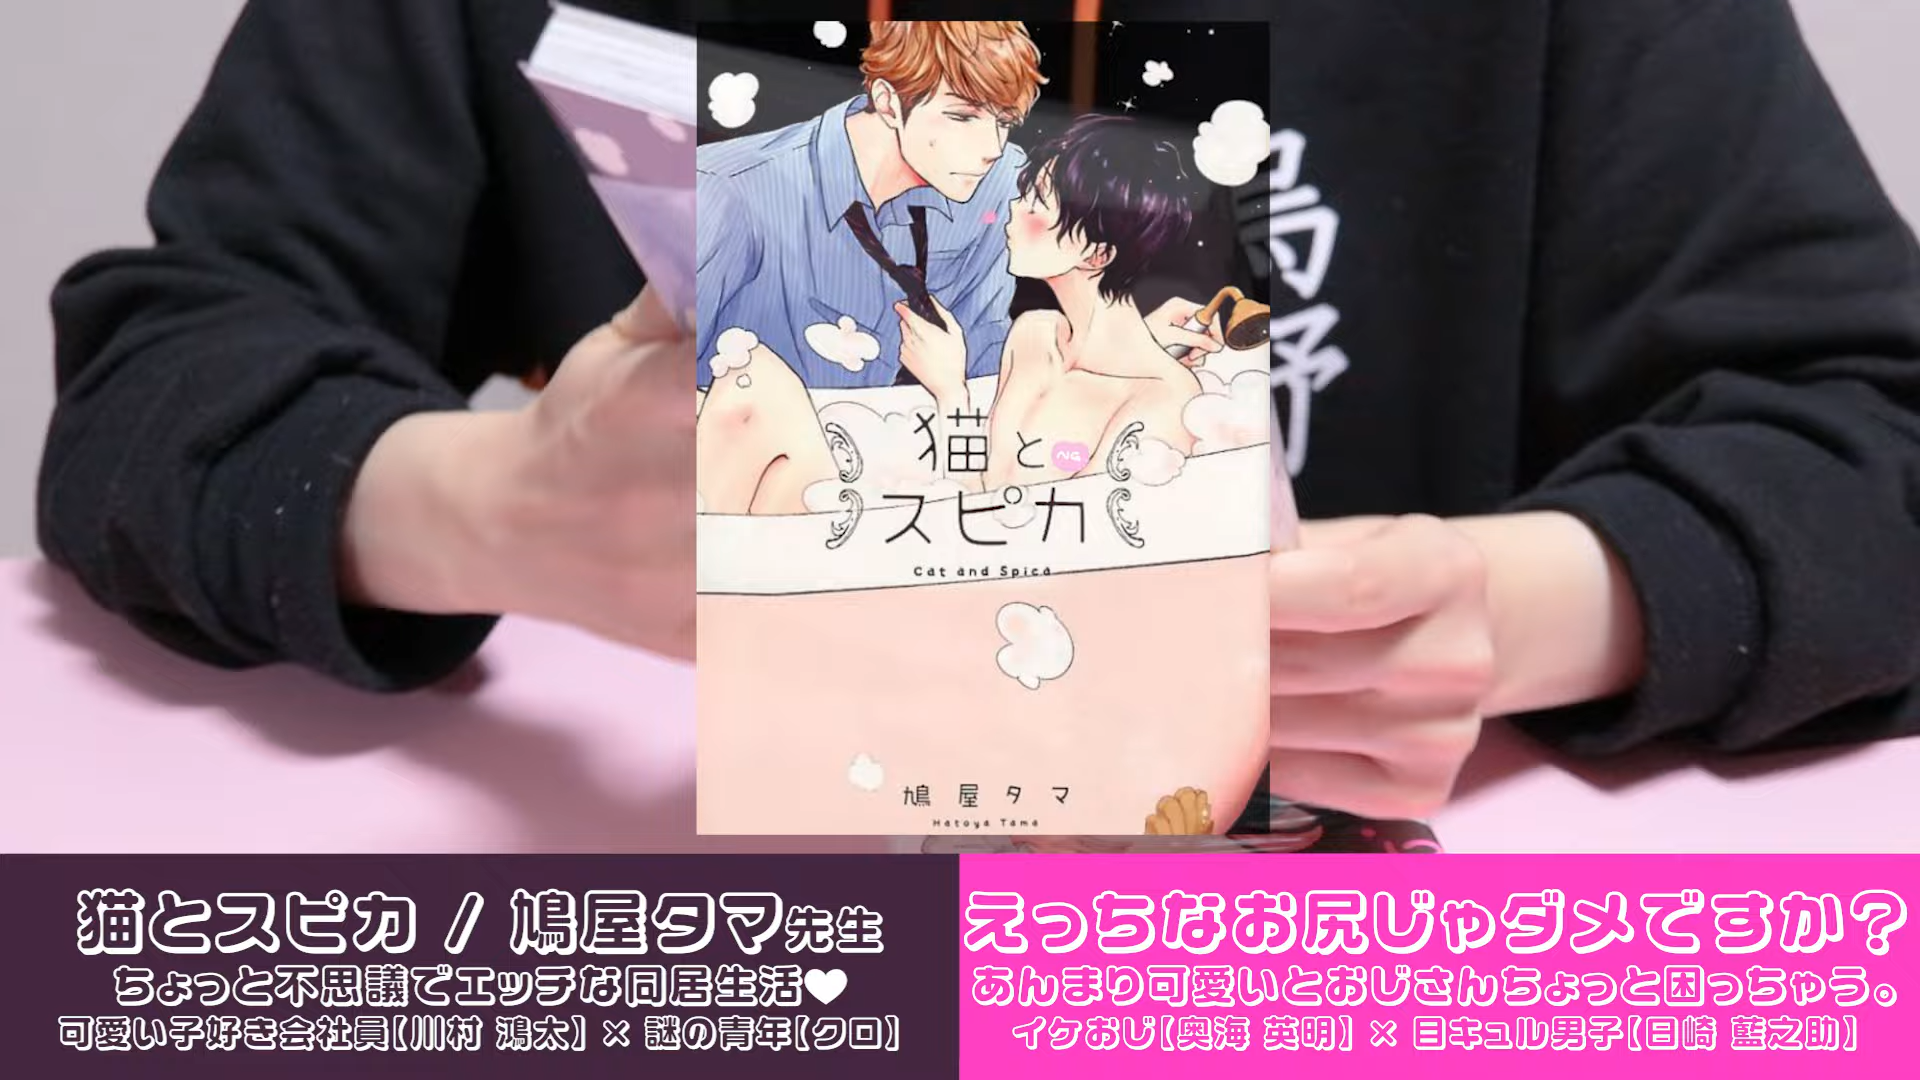 猫と
NG
スピカ
Cat and Spica
鳩屋タマ
Hatoya Tama
猫とスピカ / 鳩屋タマ先生
ちょっと不思議でエッチな同居生活♥
可愛い子好き会社員【川村 鴻太】 × 謎の青年【クロ】
えっちなお尻じゃダメですか?
あんまり可愛いとおじさんちょっと困っちゃう。
イケおじ【奥海 英明】 × 目キュル男子【日崎 藍之助】